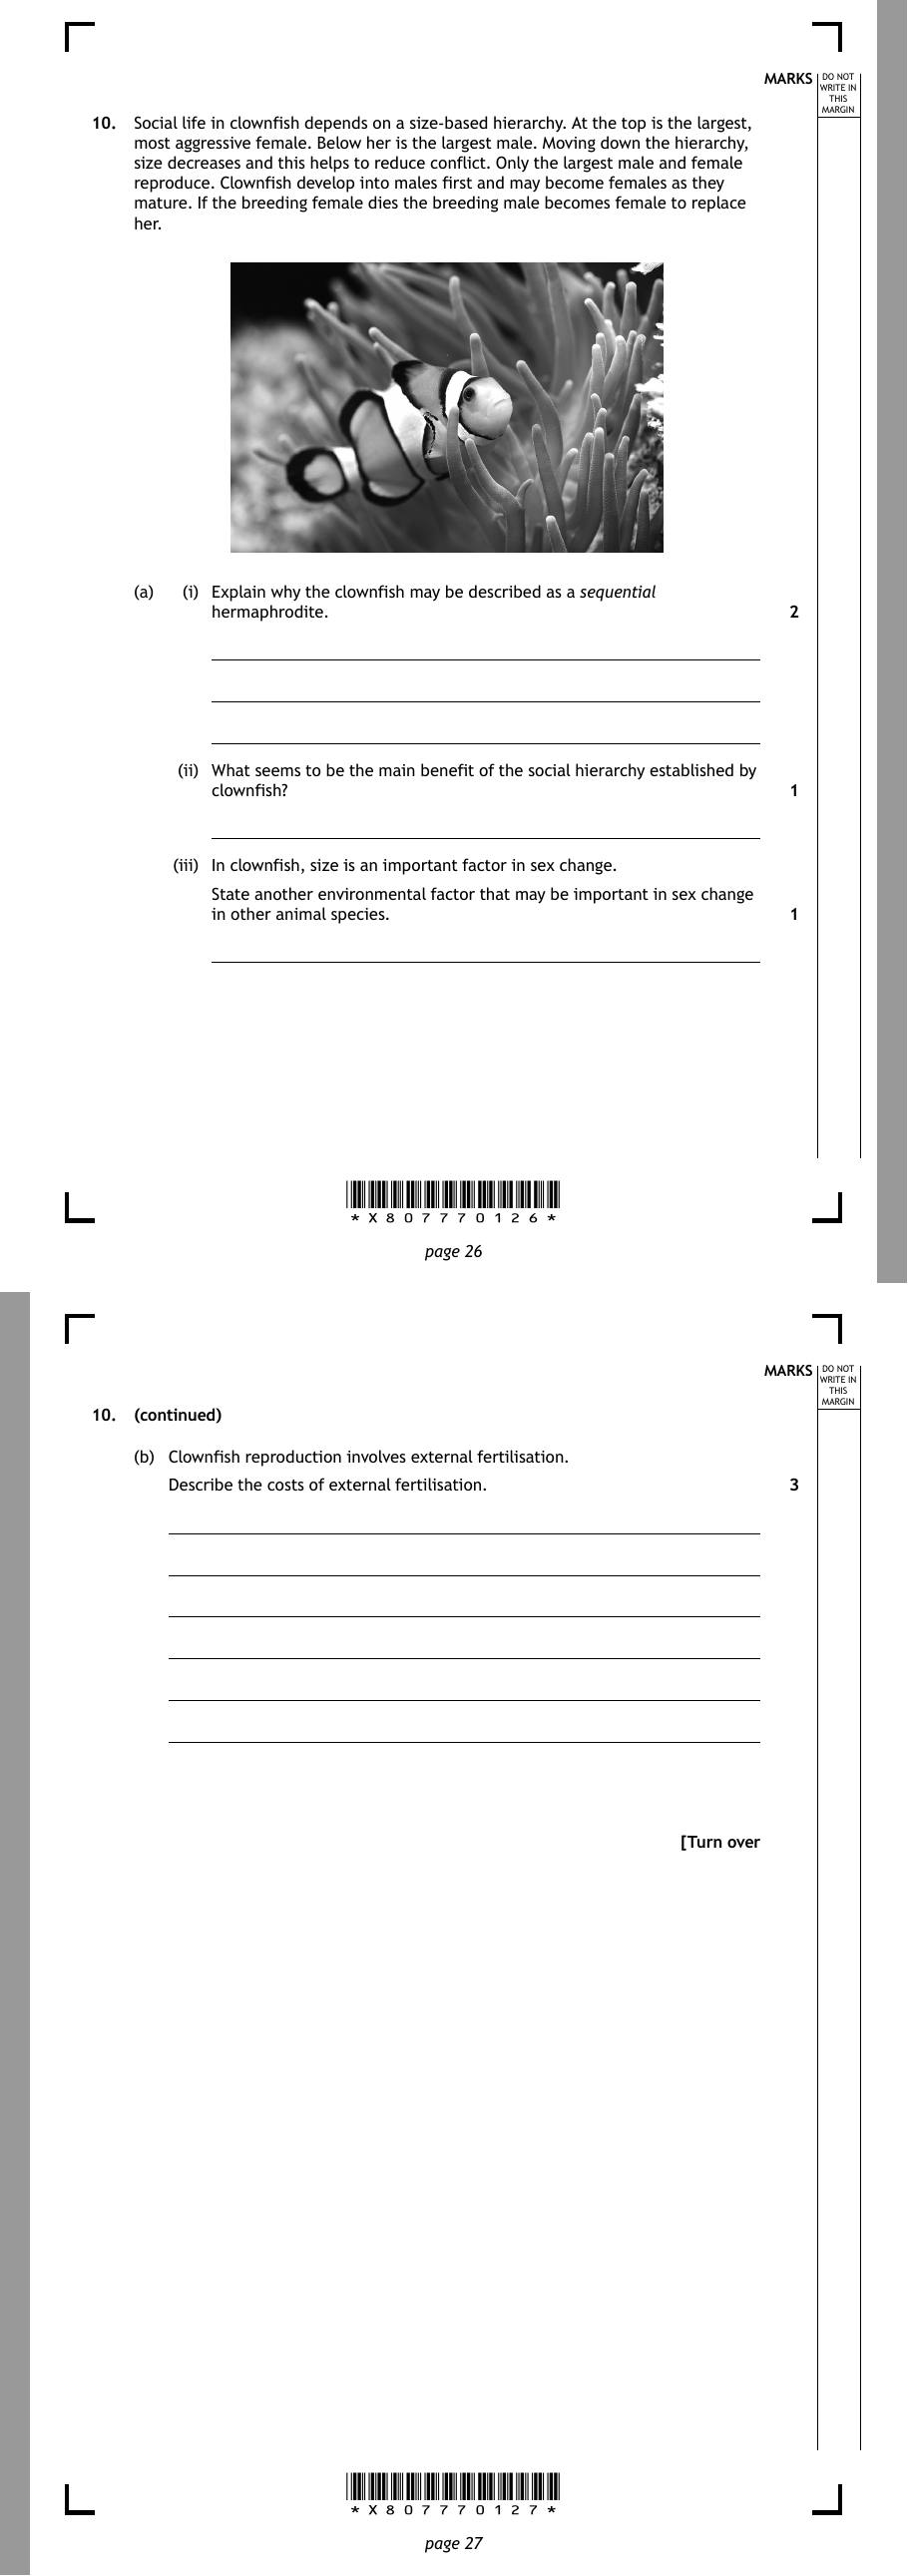 MARKS
DO NOT
WRITE IN
THIS
MARGIN
10. Social life in clownfish depends on a size-based hierarchy. At the top is the largest,
most aggressive female. Below her is the largest male. Moving down the hierarchy,
size decreases and this helps to reduce conflict. Only the largest male and female
reproduce. Clownfish develop into males first and may become females as they
mature. If the breeding female dies the breeding male becomes female to replace
her.
(a) (i) Explain why the clownfish may be described as a sequential
hermaphrodite. 2
(ii) What seems to be the main benefit of the social hierarchy established by
clownfish? 1
(iii) In clownfish, size is an important factor in sex change.
State another environmental factor that may be important in sex change
in other animal species. 1
* X 8 0 7 7 7 0 1 2 6 *
page 26
MARKS
DO NOT
WRITE IN
THIS
MARGIN
10. (continued)
(b) Clownfish reproduction involves external fertilisation.
Describe the costs of external fertilisation. 3
[Turn over
* X 8 0 7 7 7 0 1 2 7 *
page 27